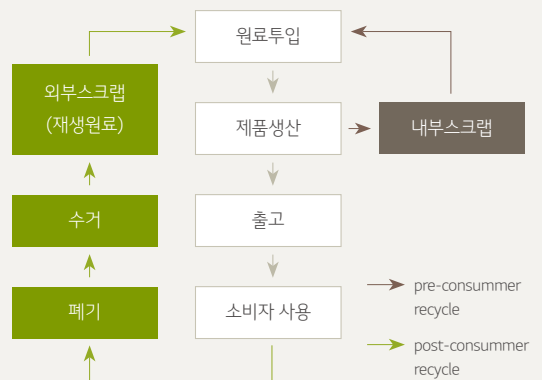 원료투입
외부스크랩
(재생원료)
제품생산
내부스크랩
수거
출고
폐기
소비자 사용
pre-consummer
recycle
post-consummer
recycle